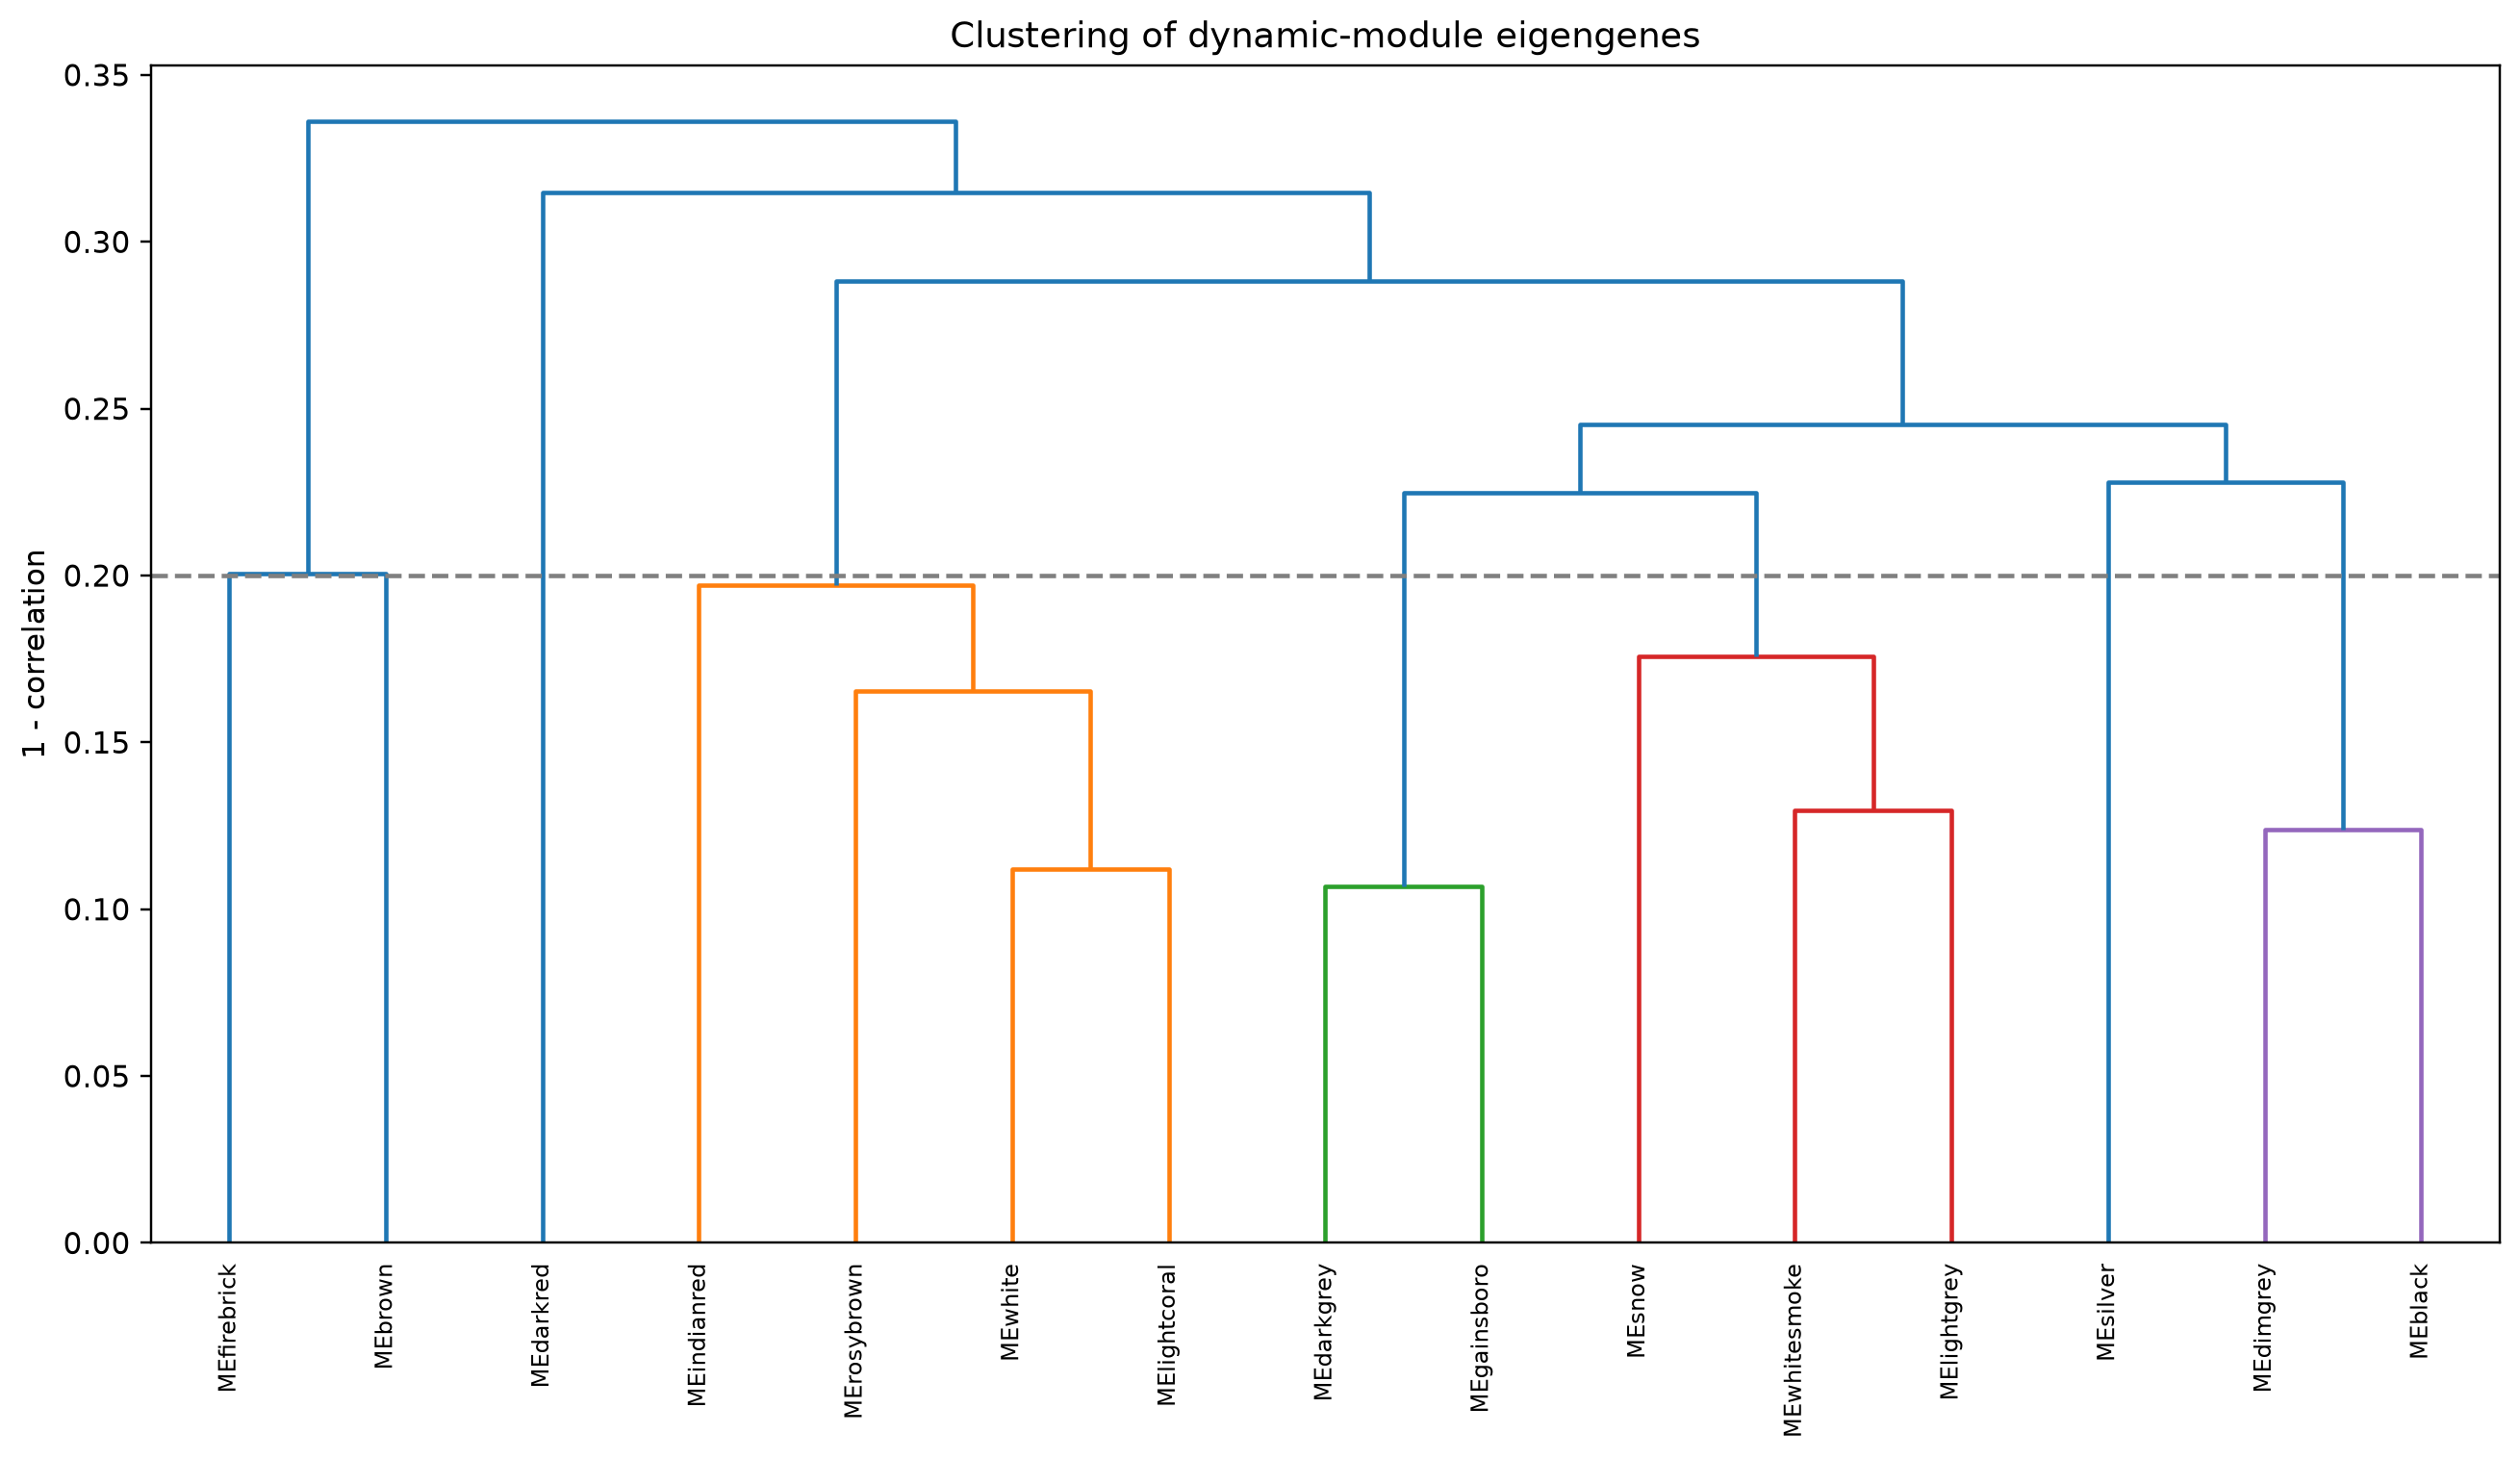 Clustering of dynamic-module eigengenes
0.35
0.30
0.25
0.20
0.15
0.10
0.05
0.00
1 - correlation
MEfirebrick
MEbrown
MEdarkred
MEindianred
MErosybrown
MEwhite
MElightcoral
MEdarkgrey
MEgainsboro
MEsnow
MEwhitesmoke
MElightgrey
MEsilver
MEdimgrey
MEblack